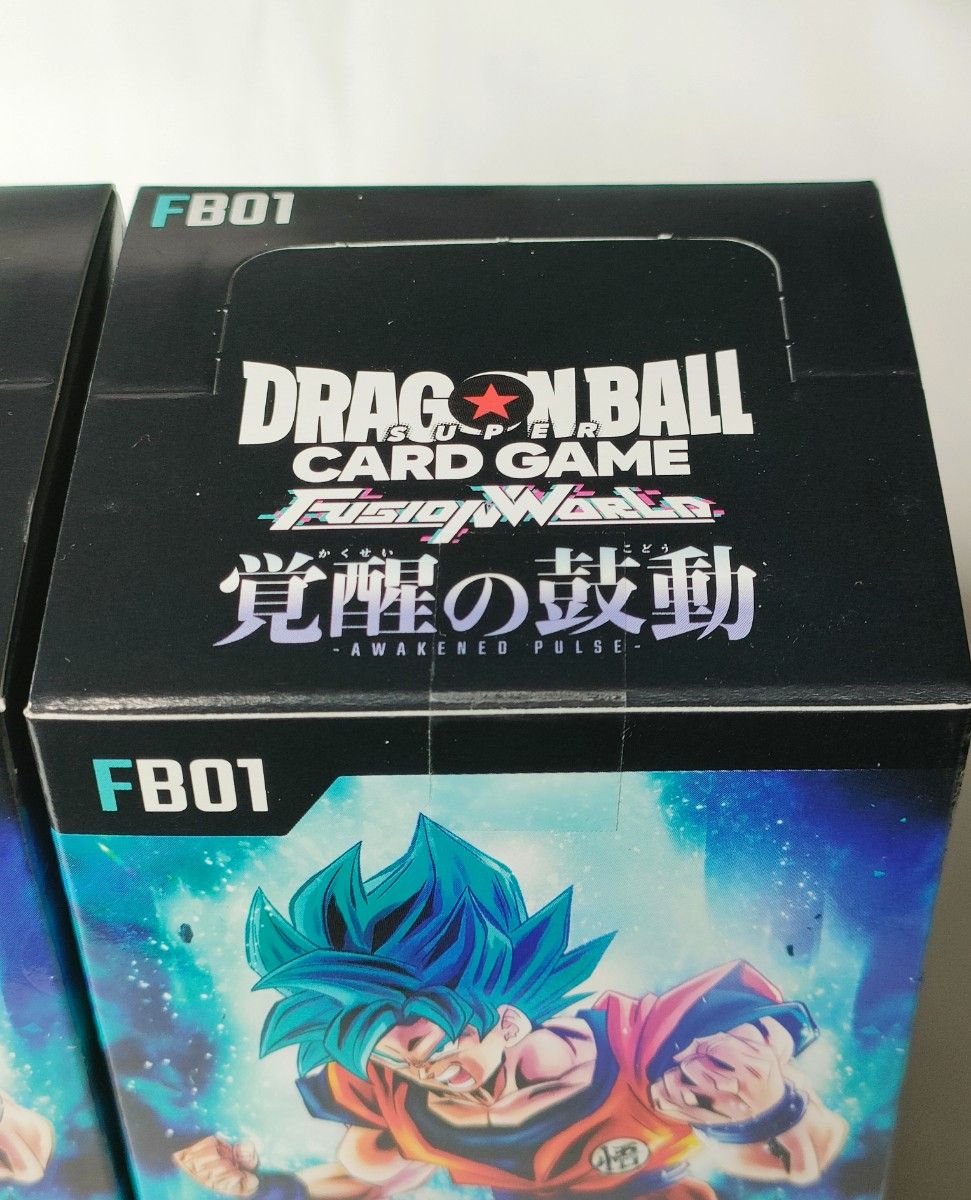 FB01
DRAGON BALL
SUPER
CARD GAME
FUSION WORLD
かくせい こどう
覚醒の鼓動
-AWAKENED PULSE-
FB01
悟